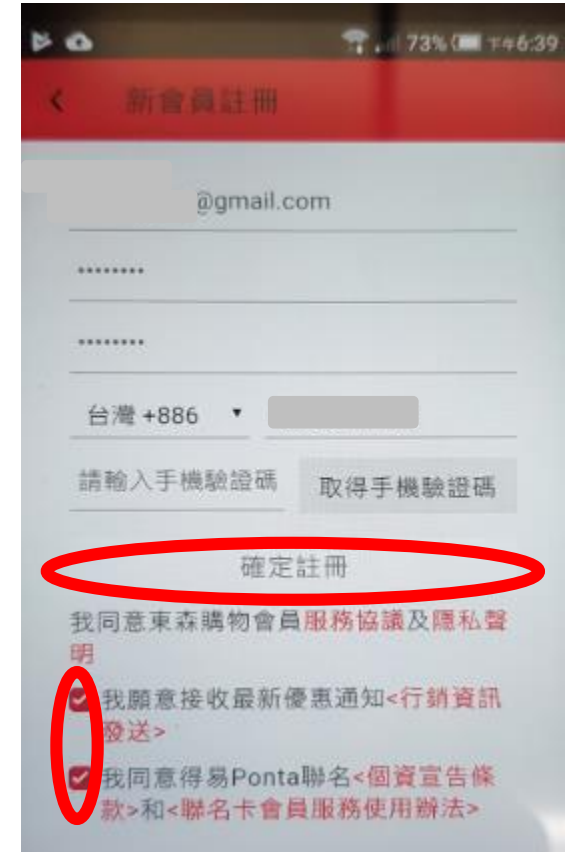 73% 下午6:39
新會員註冊
@gmail.com
••••••••
••••••••
台灣 +886
請輸入手機驗證碼 取得手機驗證碼
確定註冊
我同意東森購物會員服務協議及隱私聲
明
我願意接收最新優惠通知<行銷資訊
發送>
我同意得易Ponta聯名<個資宣告條
款>和<聯名卡會員服務使用辦法>